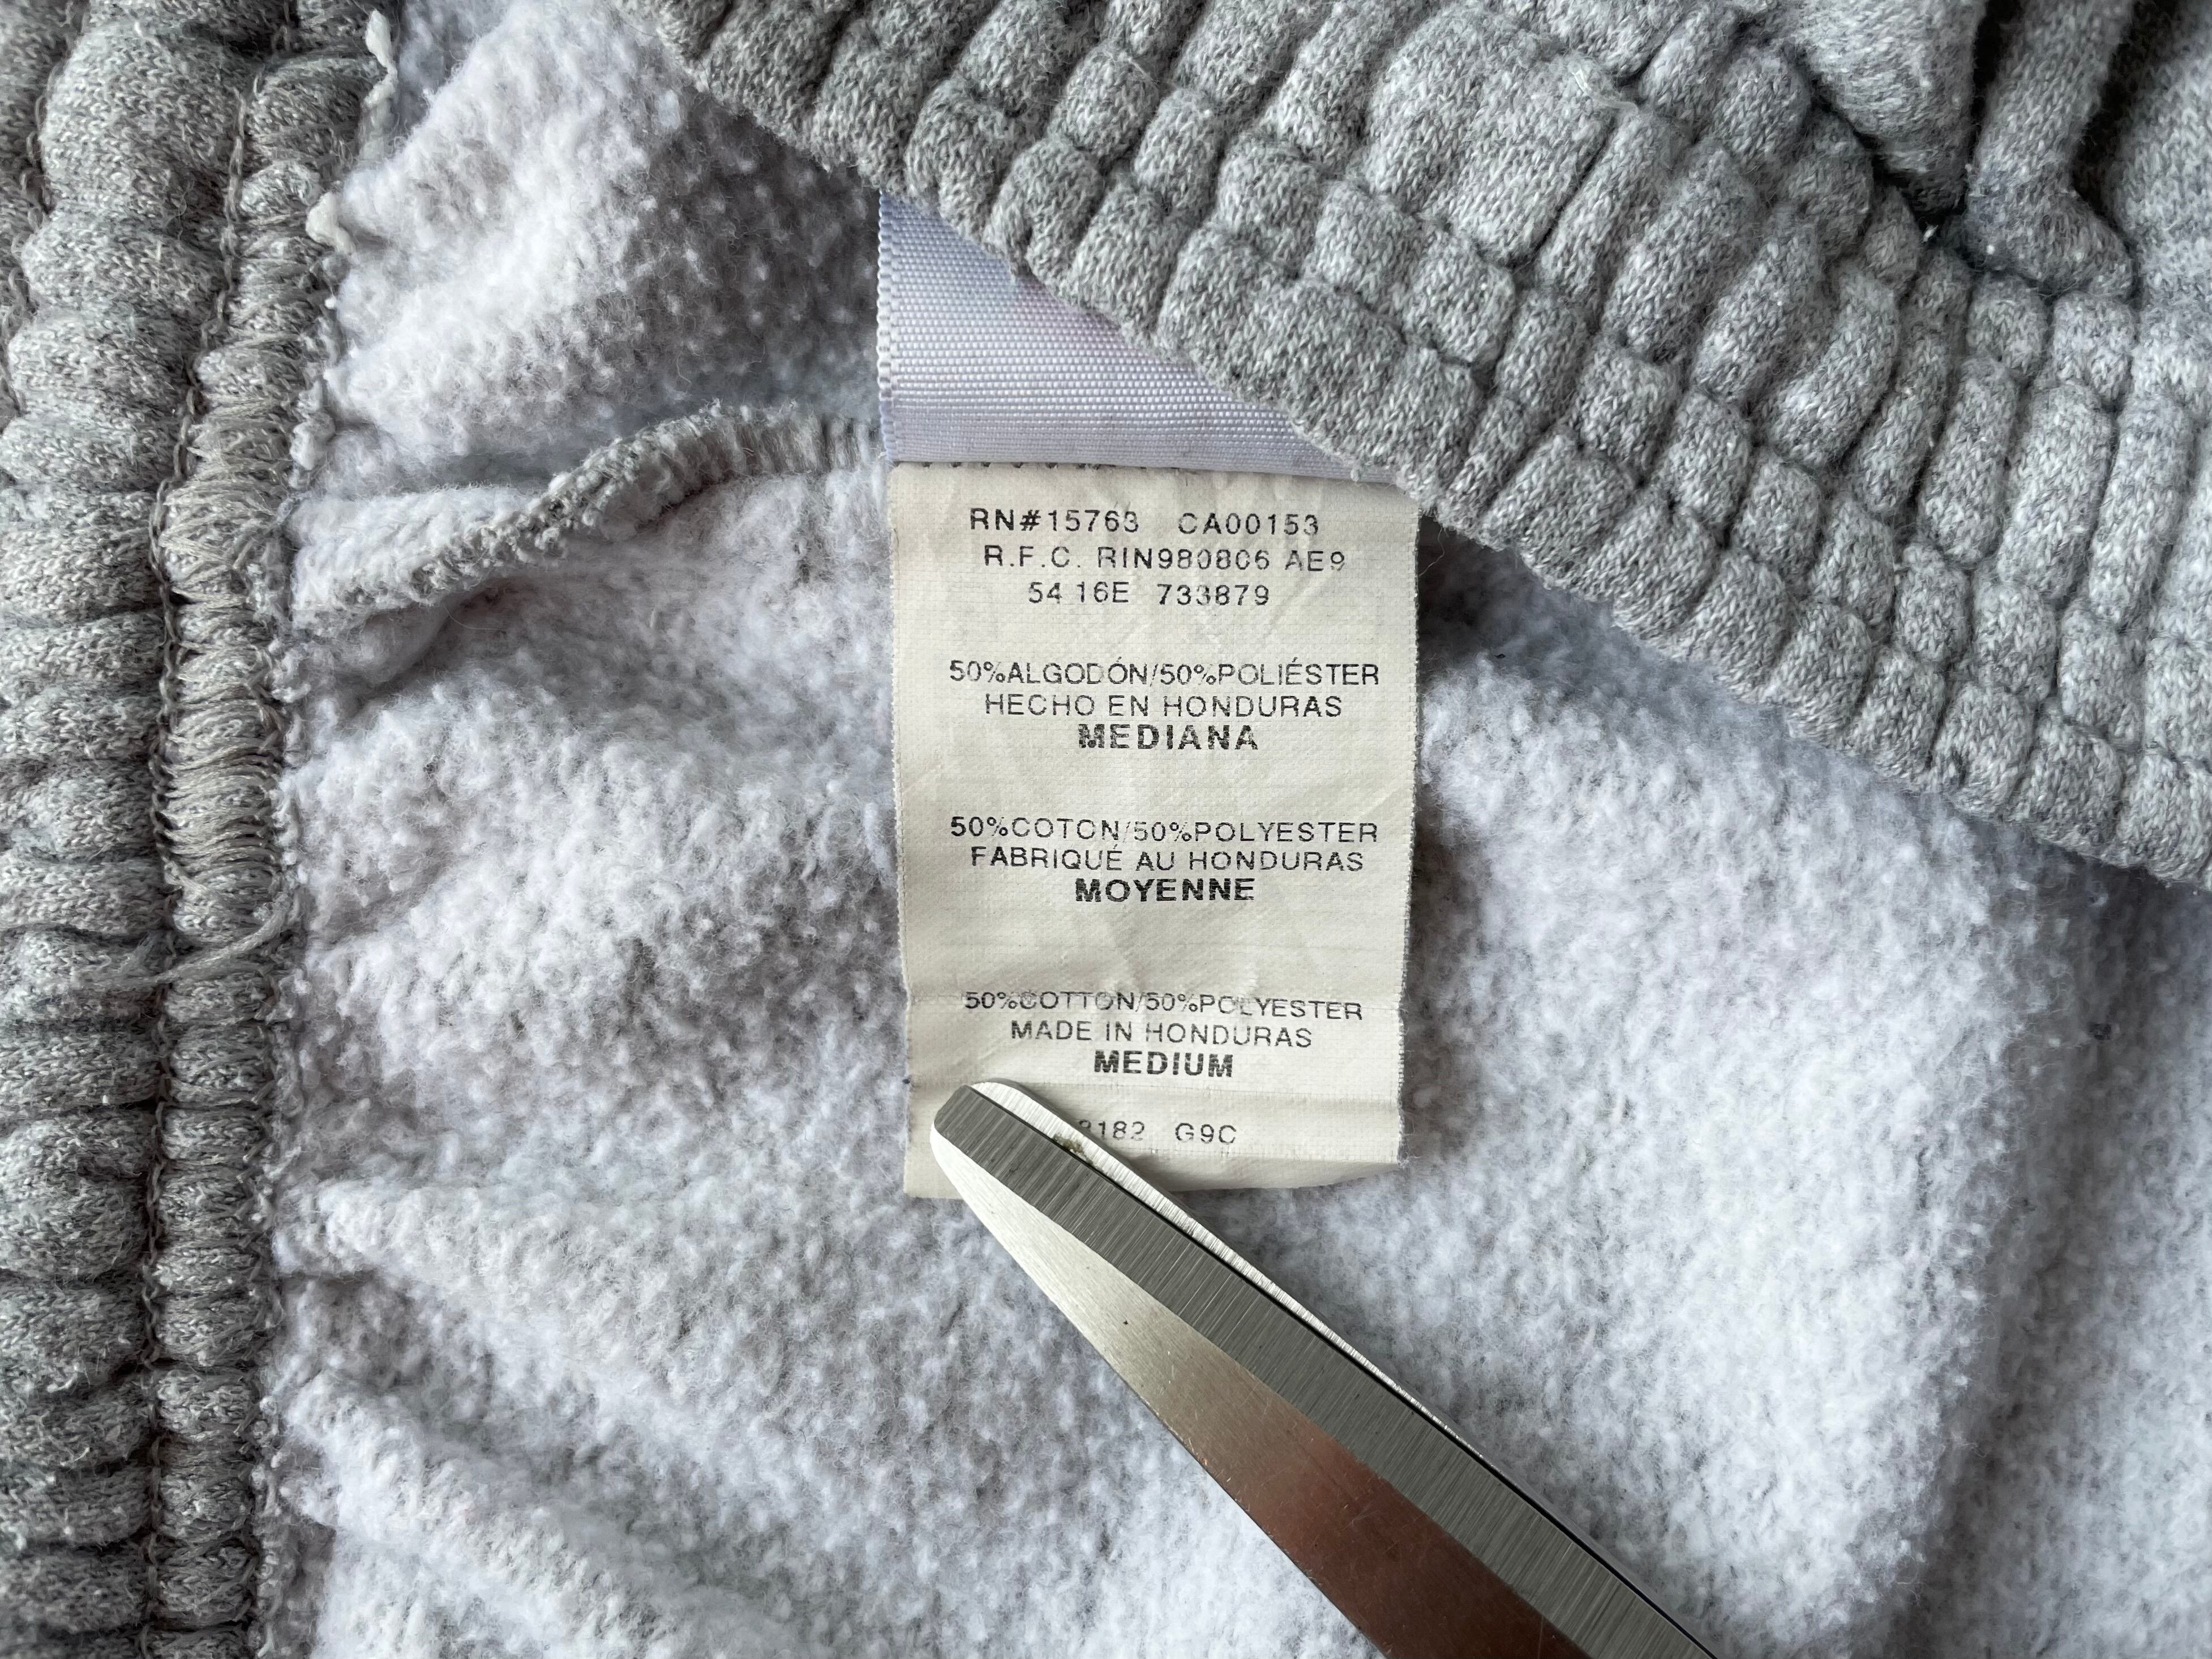 RN#15763 CA00153
R.F.C. RIN980806 AE9
54 16E 733879
50%ALGODÓN/50%POLIÉSTER
HECHO EN HONDURAS
MEDIANA
50%COTON/50%POLYESTER
FABRIQUÉ AU HONDURAS
MOYENNE
50%COTTON/50%POLYESTER
MADE IN HONDURAS
MEDIUM
G9C